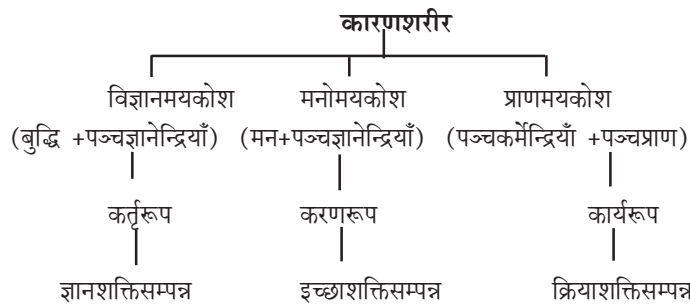 कारणशरीर
विज्ञानमयकोश मनोमयकोश प्राणमयकोश
(बुद्धि +पञ्चज्ञानेन्द्रियाँ) (मन+पञ्चज्ञानेन्द्रियाँ) (पञ्चकर्मेन्द्रियाँ +पञ्चप्राण)
कर्तृरूप करणरूप कार्यरूप
ज्ञानशक्तिसम्पन्न इच्छाशक्तिसम्पन्न क्रियाशक्तिसम्पन्न